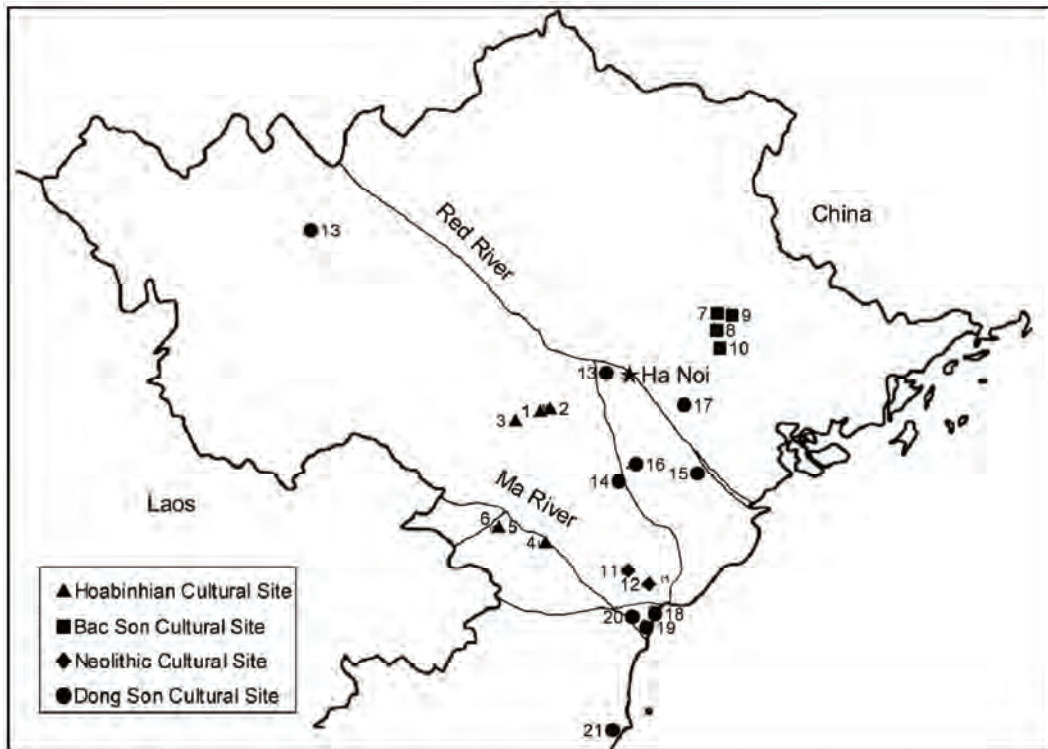 China
Red River
13
7
9
8
10
13
Ha Noi
17
1
2
3
16
14
15
Laos
Ma River
6
5
4
11
12
18
20
19
21
Hoabinhian Cultural Site
Bac Son Cultural Site
Neolithic Cultural Site
Dong Son Cultural Site